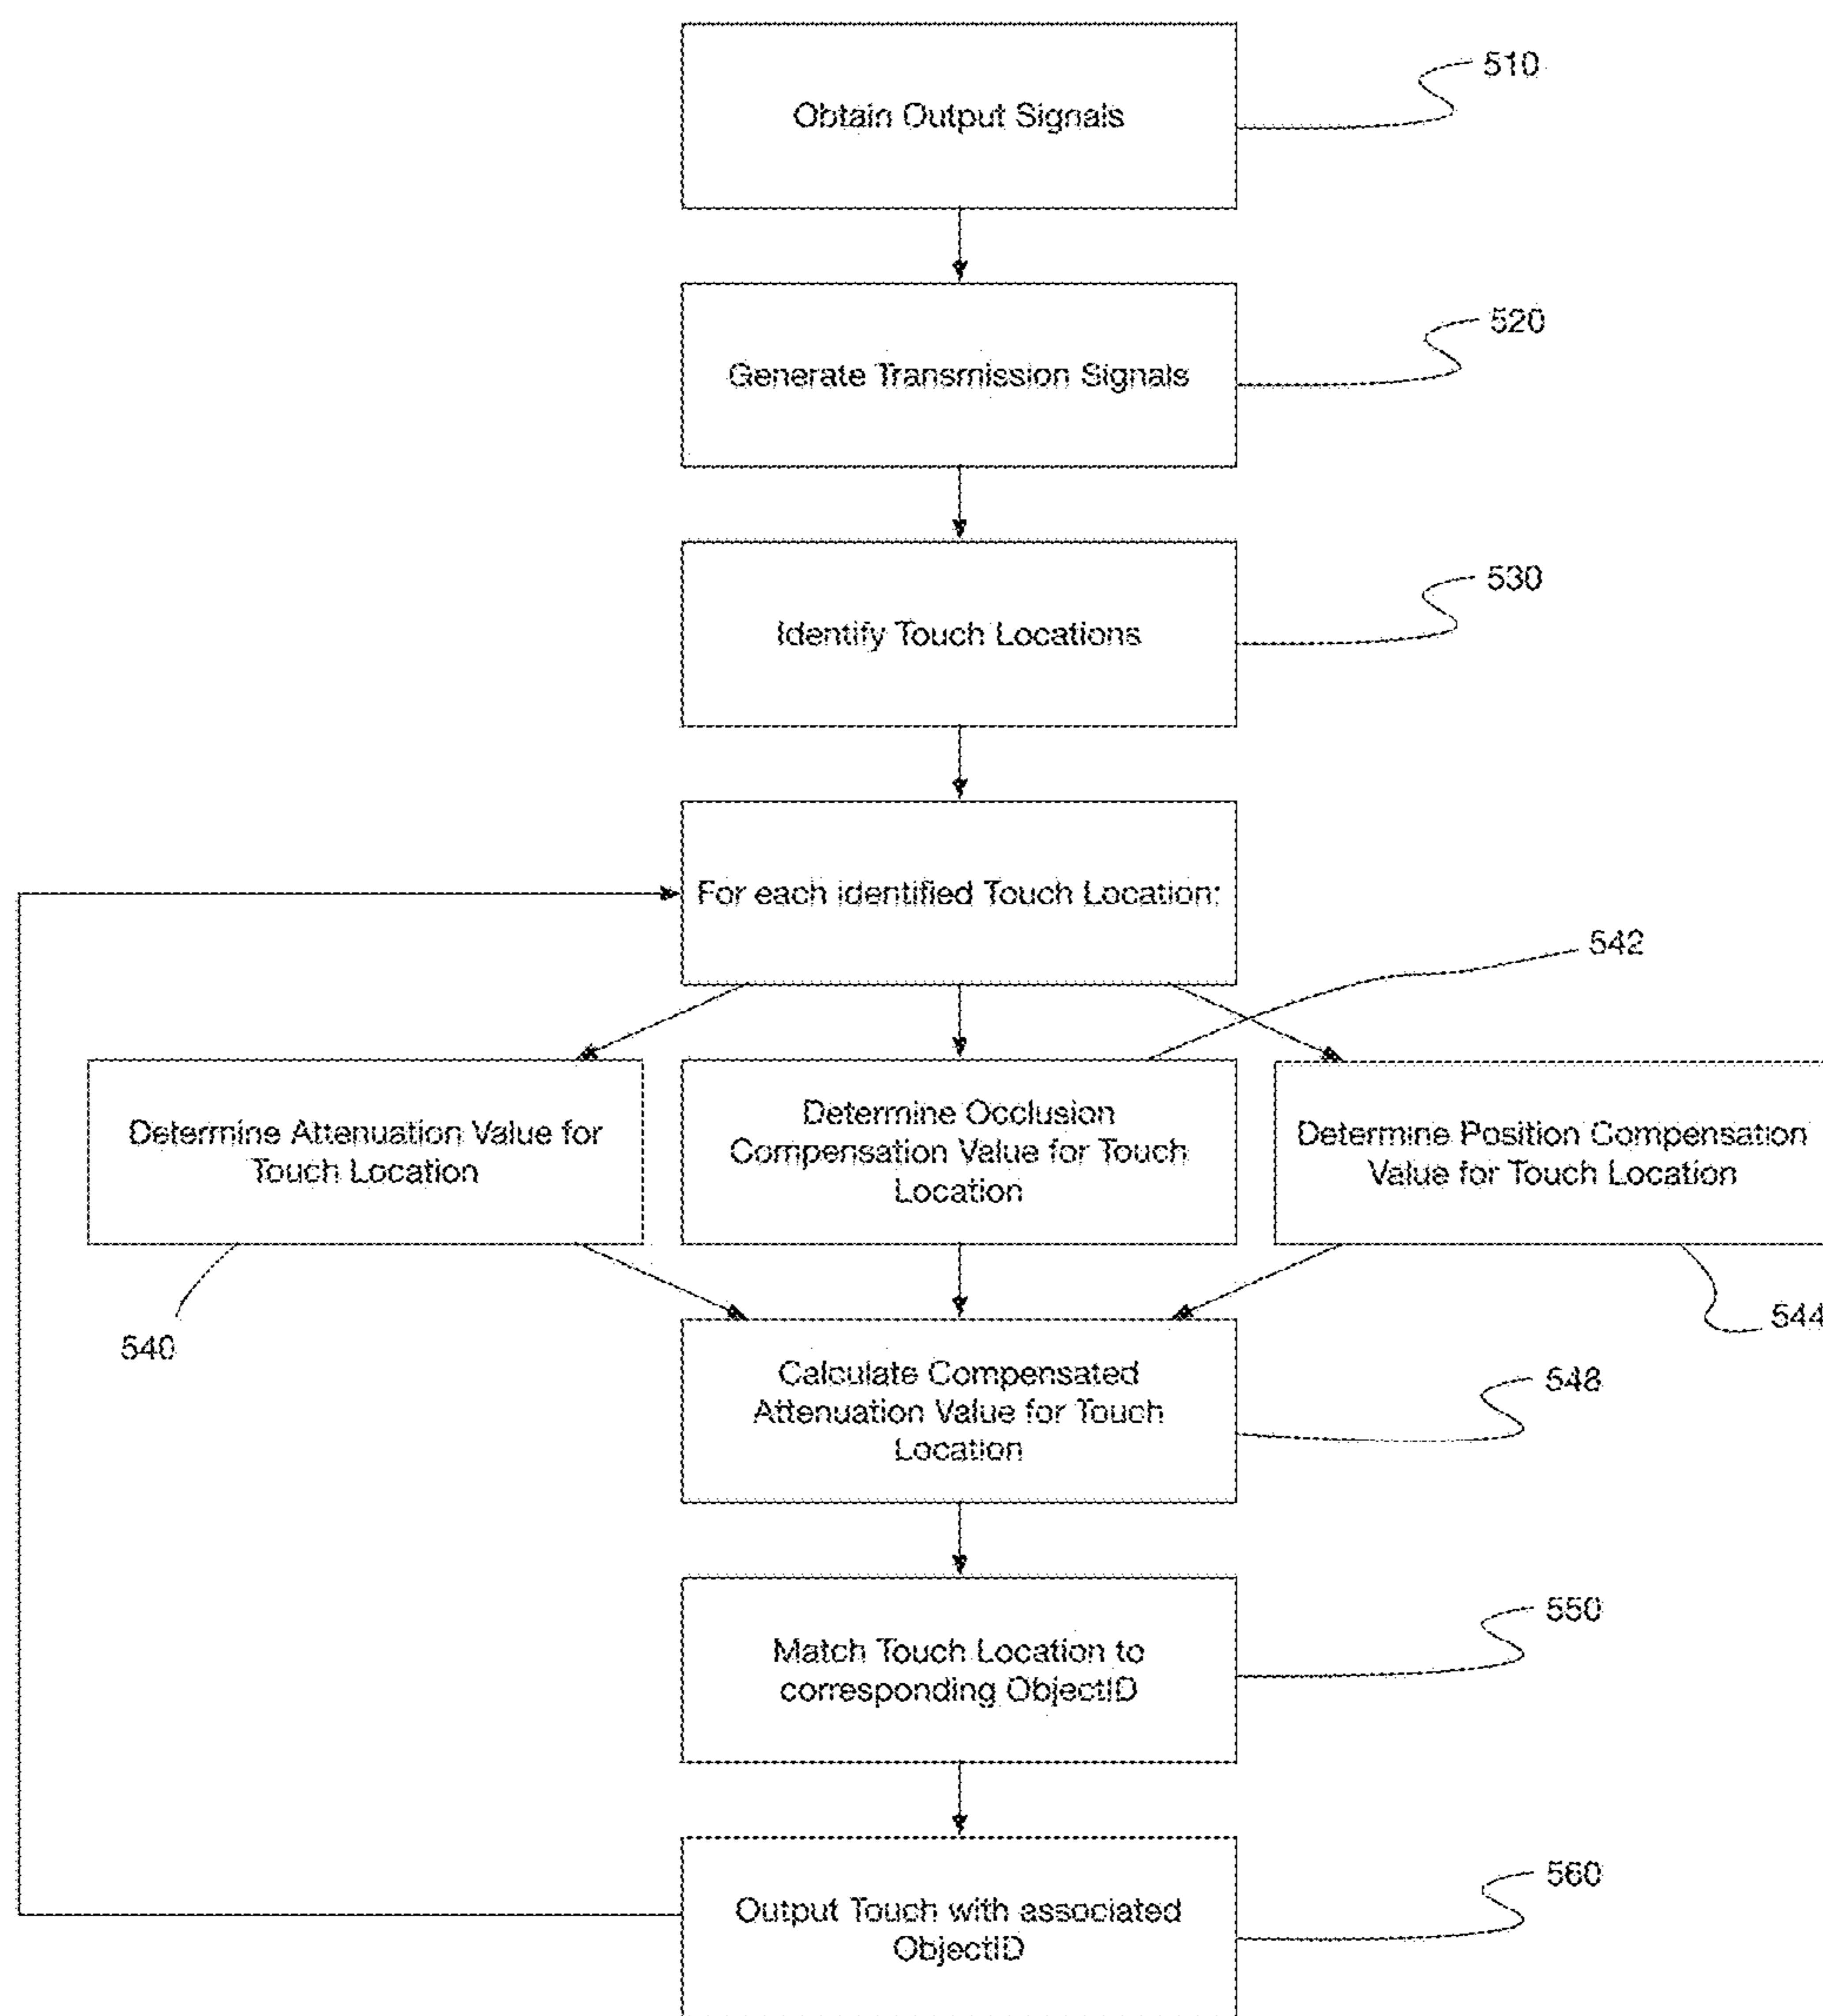 Obtain Output Signals
510
Generate Transmission Signals
520
Identify Touch Locations
530
For each identified Touch Location:
542
Determine Attenuation Value for
Touch Location
Determine Occlusion
Compensation Value for Touch
Location
Determine Position Compensation
Value for Touch Location
540
544
Calculate Compensated
Attenuation Value for Touch
Location
548
Match Touch Location to
corresponding ObjectID
550
Output Touch with associated
ObjectID
560